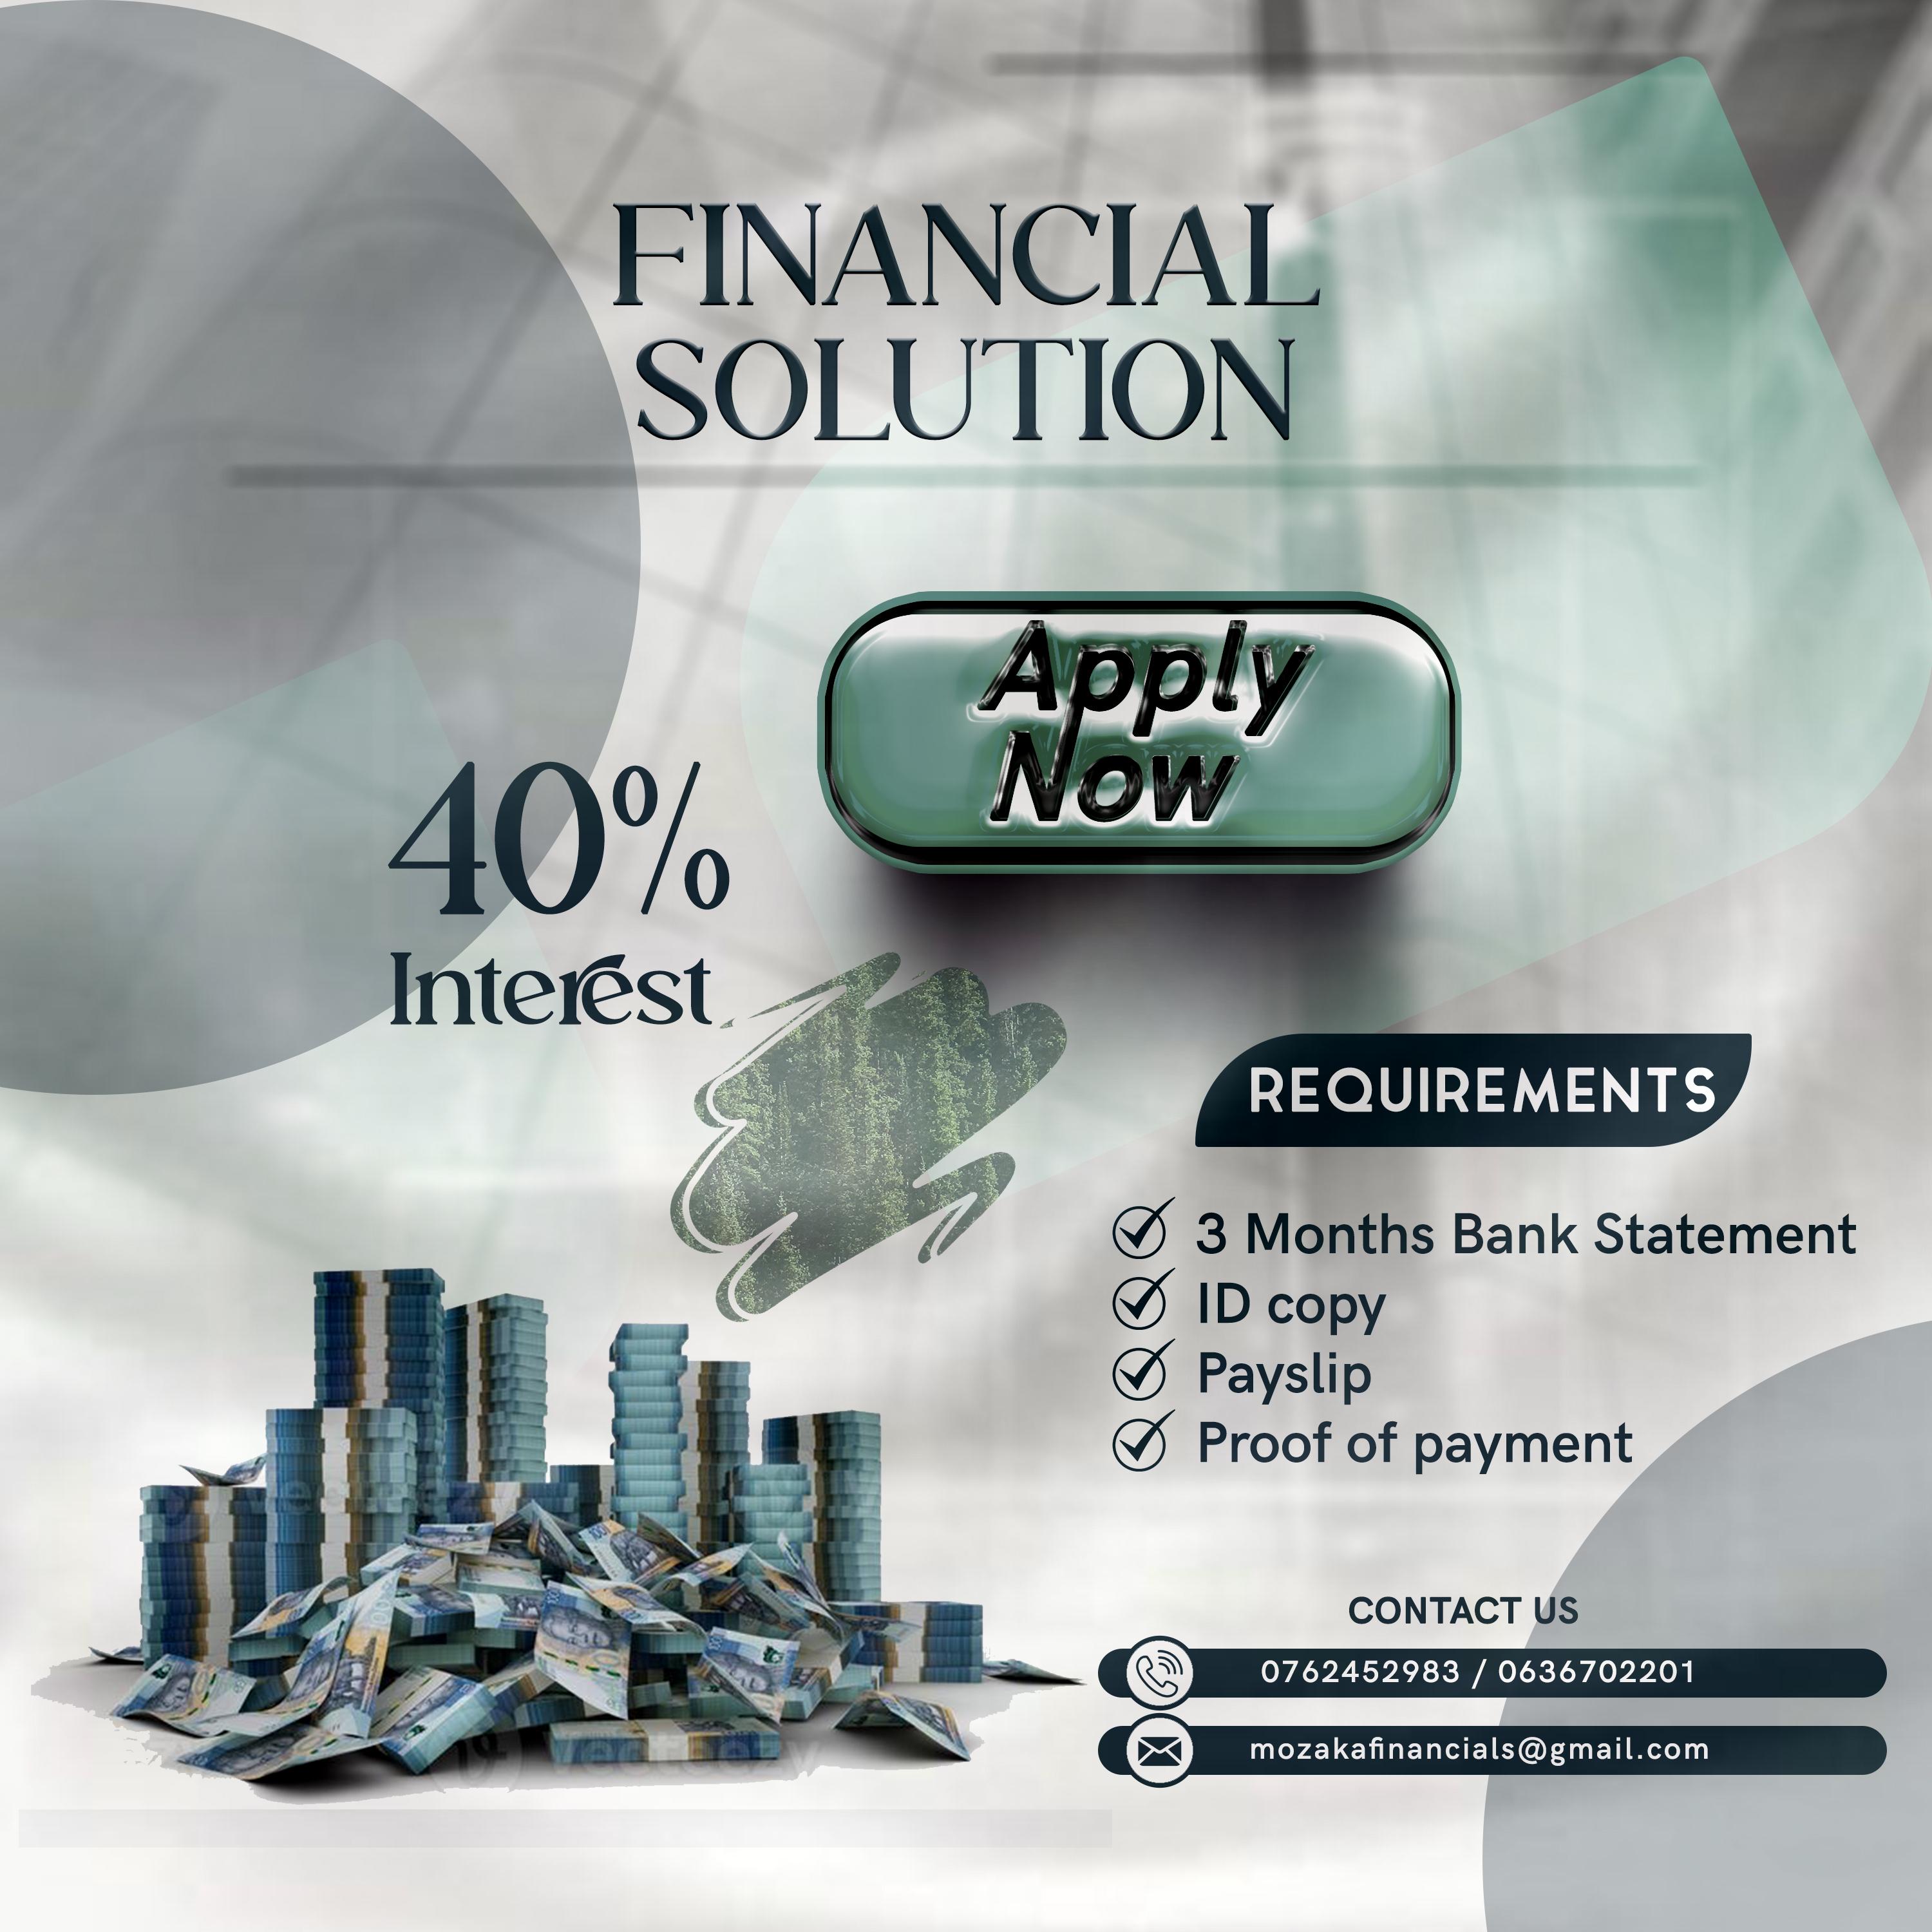 FINANCIAL
SOLUTION
Apply
Now
40%
Interest
REQUIREMENTS
3 Months Bank Statement
ID copy
Payslip
Proof of payment
CONTACT US
0762452983 / 0636702201
mozakafinancials@gmail.com